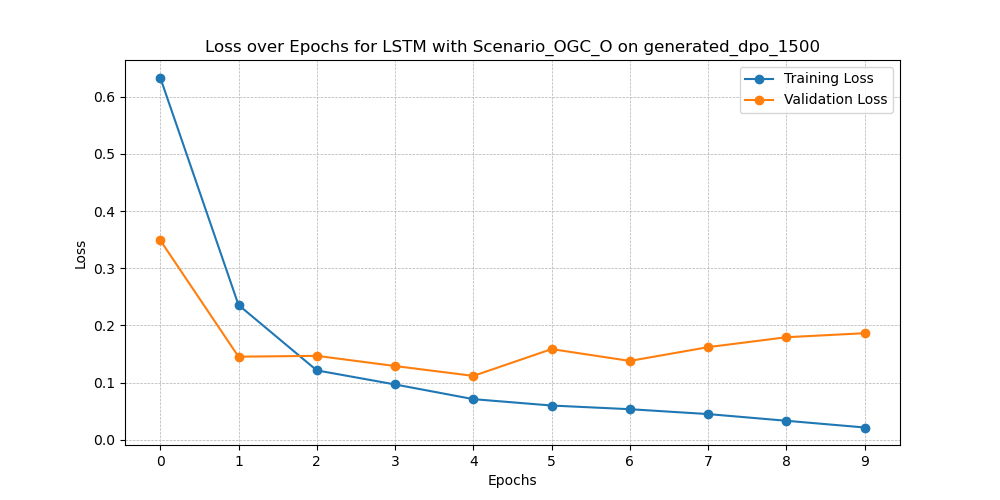 Loss over Epochs for LSTM with Scenario_OGC_O on generated_dpo_1500
Training Loss
Validation Loss
Loss
0.6
0.5
0.4
0.3
0.2
0.1
0.0
0 1 2 3 4 5 6 7 8 9
Epochs